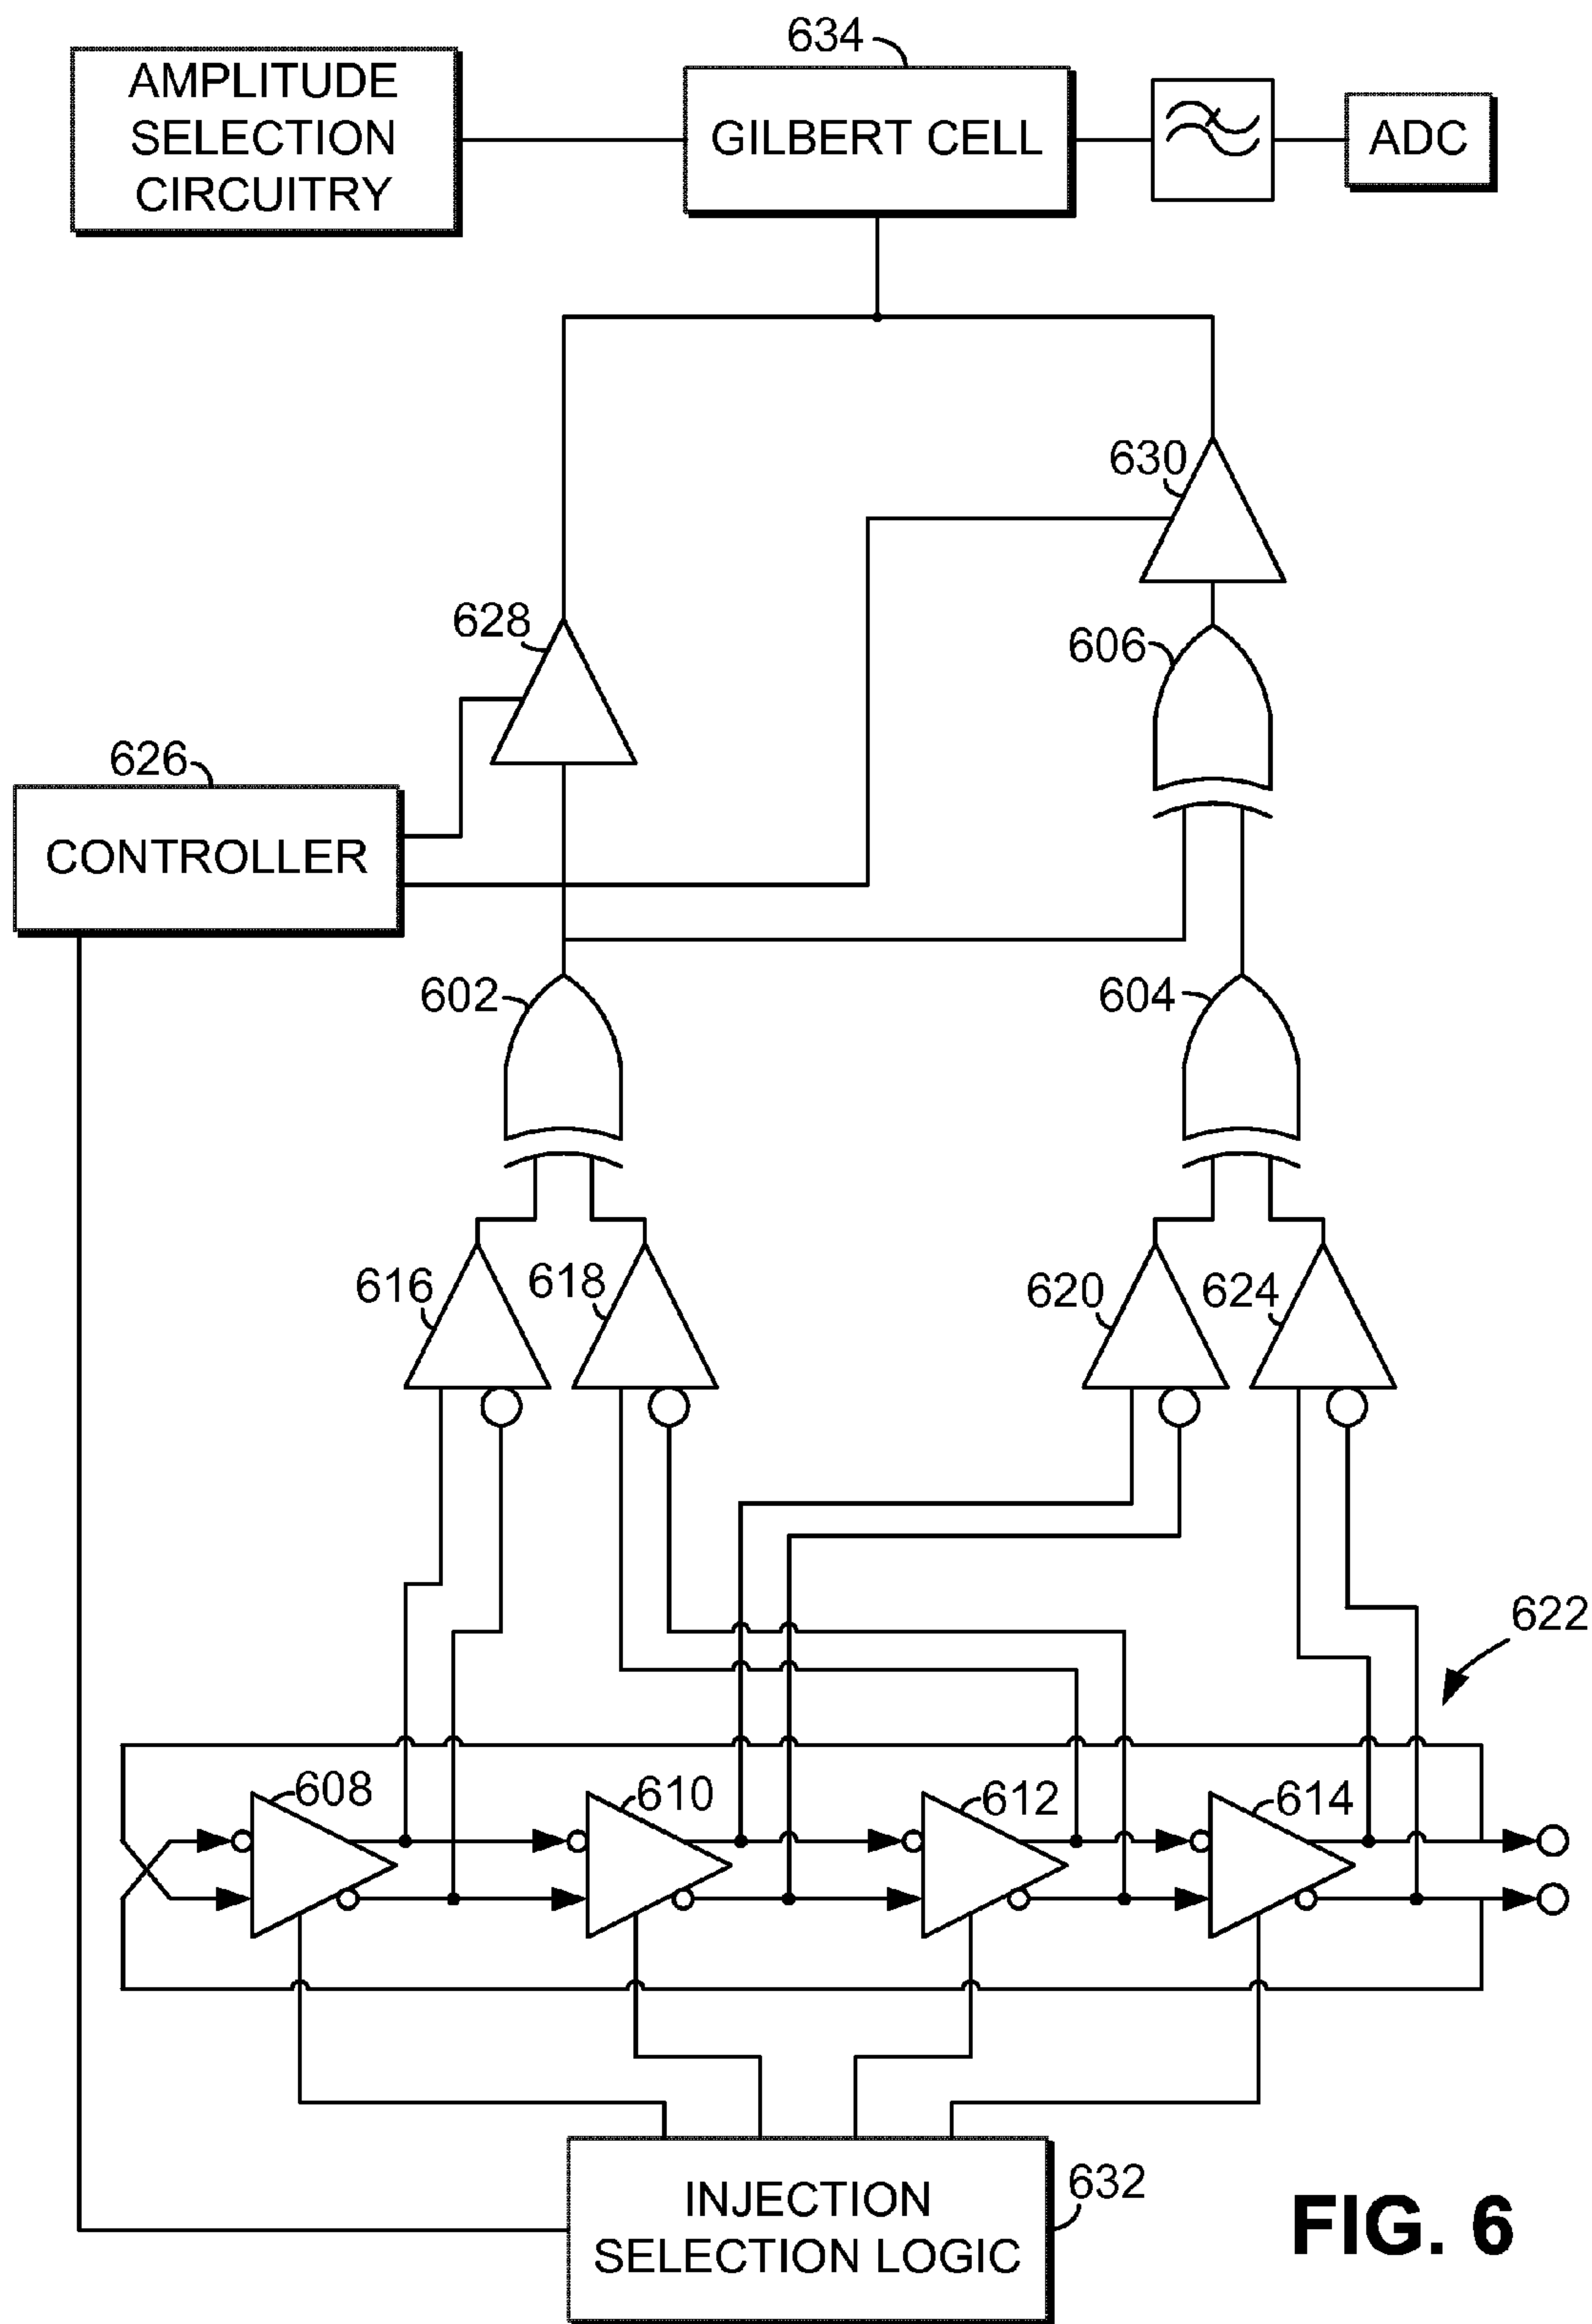 634
AMPLITUDE
SELECTION
CIRCUITRY
GILBERT CELL
ADC
630
628
606
626
CONTROLLER
602
604
616
618
620
624
622
608
610
612
614
INJECTION
SELECTION LOGIC
632
FIG. 6